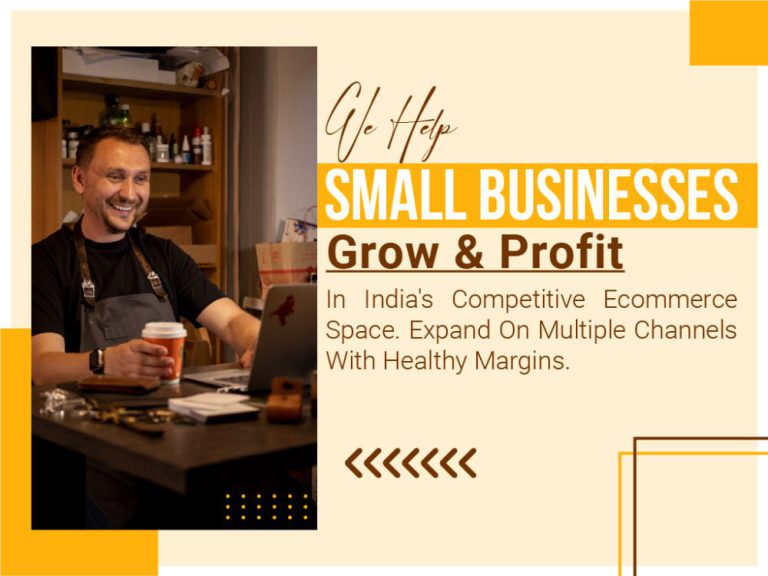 We Help
SMALL BUSINESSES
Grow & Profit
In India's Competitive Ecommerce
Space. Expand On Multiple Channels
With Healthy Margins.